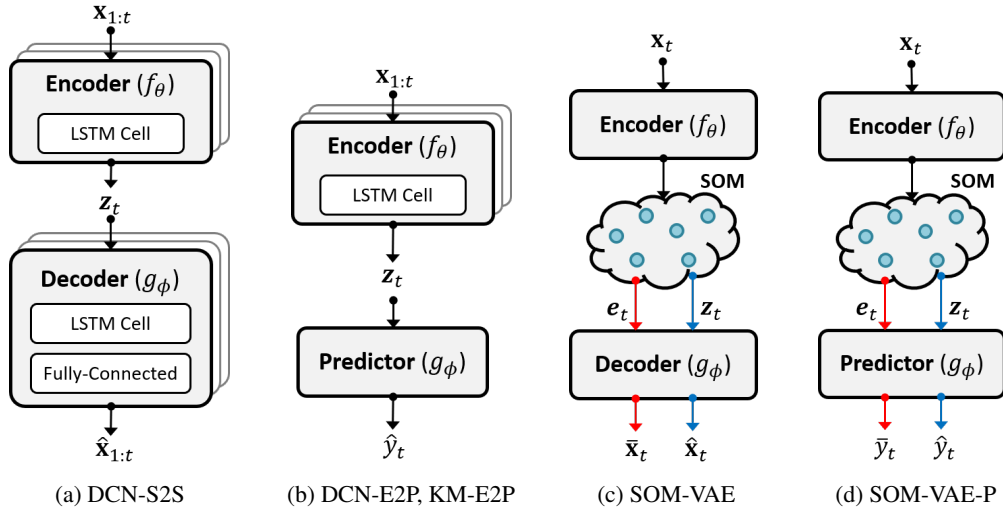 x₁:t
Encoder (fθ)
LSTM Cell
zt
Decoder (gϕ)
LSTM Cell
Fully-Connected
x̂₁:t
(a) DCN-S2S
x₁:t
Encoder (fθ)
LSTM Cell
zt
Predictor (gϕ)
ŷt
(b) DCN-E2P, KM-E2P
xt
Encoder (fθ)
SOM
et zt
Decoder (gϕ)
x̄t x̂t
(c) SOM-VAE
xt
Encoder (fθ)
SOM
et zt
Predictor (gϕ)
ȳt ŷt
(d) SOM-VAE-P